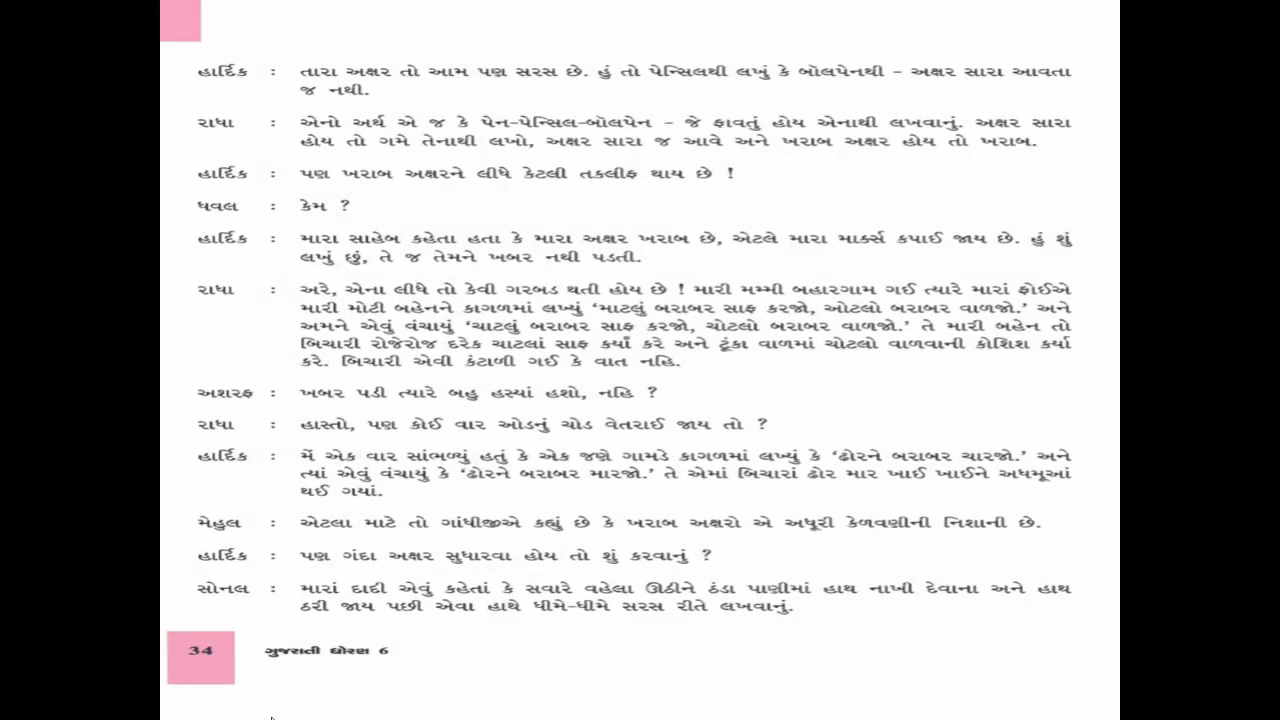 હાર્દિક : તારા અક્ષર તો આમ પણ સરસ છે. હું તો પેન્સિલથી લખું કે બૉલપેનથી – અક્ષર સારા આવતા
જ નથી.
રાધા : એનો અર્થ એ જ કે પેન-પેન્સિલ-બૉલપેન – જે ફાવતું હોય એનાથી લખવાનું. અક્ષર સારા
હોય તો ગમે તેનાથી લખો, અક્ષર સારા જ આવે અને ખરાબ અક્ષર હોય તો ખરાબ.
હાર્દિક : પણ ખરાબ અક્ષરને લીધે કેટલી તકલીફ થાય છે !
ધવલ : કેમ ?
હાર્દિક : મારા સાહેબ કહેતા હતા કે મારા અક્ષર ખરાબ છે, એટલે મારા માર્ક્સ કપાઈ જાય છે. હું શું
લખું છું, તે જ તેમને ખબર નથી પડતી.
રાધા : અરે, એના લીધે તો કેવી ગરબડ થતી હોય છે ! મારી મમ્મી બહારગામ ગઈ ત્યારે મારાં ફોઈએ
મારી મોટી બહેનને કાગળમાં લખ્યું ‘માટલું બરાબર સાફ કરજો, ઓટલો બરાબર વાળજો.’ અને
અમને એવું વંચાયું ‘ચાટલું બરાબર સાફ કરજો, ચોટલો બરાબર વાળજો.’ તે મારી બહેન તો
બિચારી રોજેરોજ દરેક ચાટલાં સાફ કર્યાં કરે અને ટૂંકા વાળમાં ચોટલો વાળવાની કોશિશ કર્યા
કરે. બિચારી એવી કંટાળી ગઈ કે વાત નહિ.
અશરફ : ખબર પડી ત્યારે બહુ હસ્યાં હશો, નહિ ?
રાધા : હાસ્તો, પણ કોઈ વાર ઓડનું ચોડ વેતરાઈ જાય તો ?
હાર્દિક : મેં એક વાર સાંભળ્યું હતું કે એક જણે ગામડે કાગળમાં લખ્યું કે ‘ઢોરને બરાબર ચારજો.’ અને
ત્યાં એવું વંચાયું કે ‘ઢોરને બરાબર મારજો.’ તે એમાં બિચારાં ઢોર માર ખાઈ ખાઈને અધમૂઆં
થઈ ગયાં.
મેહુલ : એટલા માટે તો ગાંધીજીએ કહ્યું છે કે ખરાબ અક્ષરો એ અધૂરી કેળવણીની નિશાની છે.
હાર્દિક : પણ ગંદા અક્ષર સુધારવા હોય તો શું કરવાનું ?
સોનલ : મારાં દાદી એવું કહેતાં કે સવારે વહેલા ઊઠીને ઠંડા પાણીમાં હાથ નાખી દેવાના અને હાથ
ઠરી જાય પછી એવા હાથે ધીમે-ધીમે સરસ રીતે લખવાનું.
34 ગુજરાતી ધોરણ 6